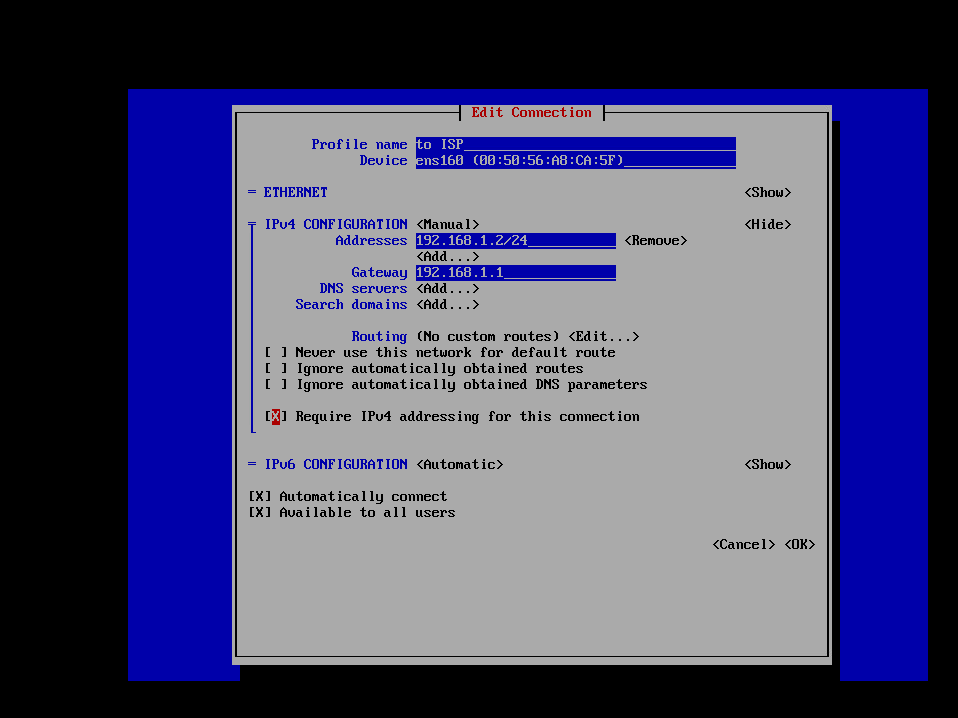 Edit Connection
Profile name to ISP
Device ens160 (00:50:56:A8:CA:5F)
= ETHERNET <Show>
= IPv4 CONFIGURATION <Manual> <Hide>
Addresses 192.168.1.2/24 <Remove>
<Add...>
Gateway 192.168.1.1
DNS servers <Add...>
Search domains <Add...>
Routing (No custom routes) <Edit...>
[ ] Never use this network for default route
[ ] Ignore automatically obtained routes
[ ] Ignore automatically obtained DNS parameters
[X] Require IPv4 addressing for this connection
= IPv6 CONFIGURATION <Automatic> <Show>
[X] Automatically connect
[X] Available to all users
<Cancel> <OK>